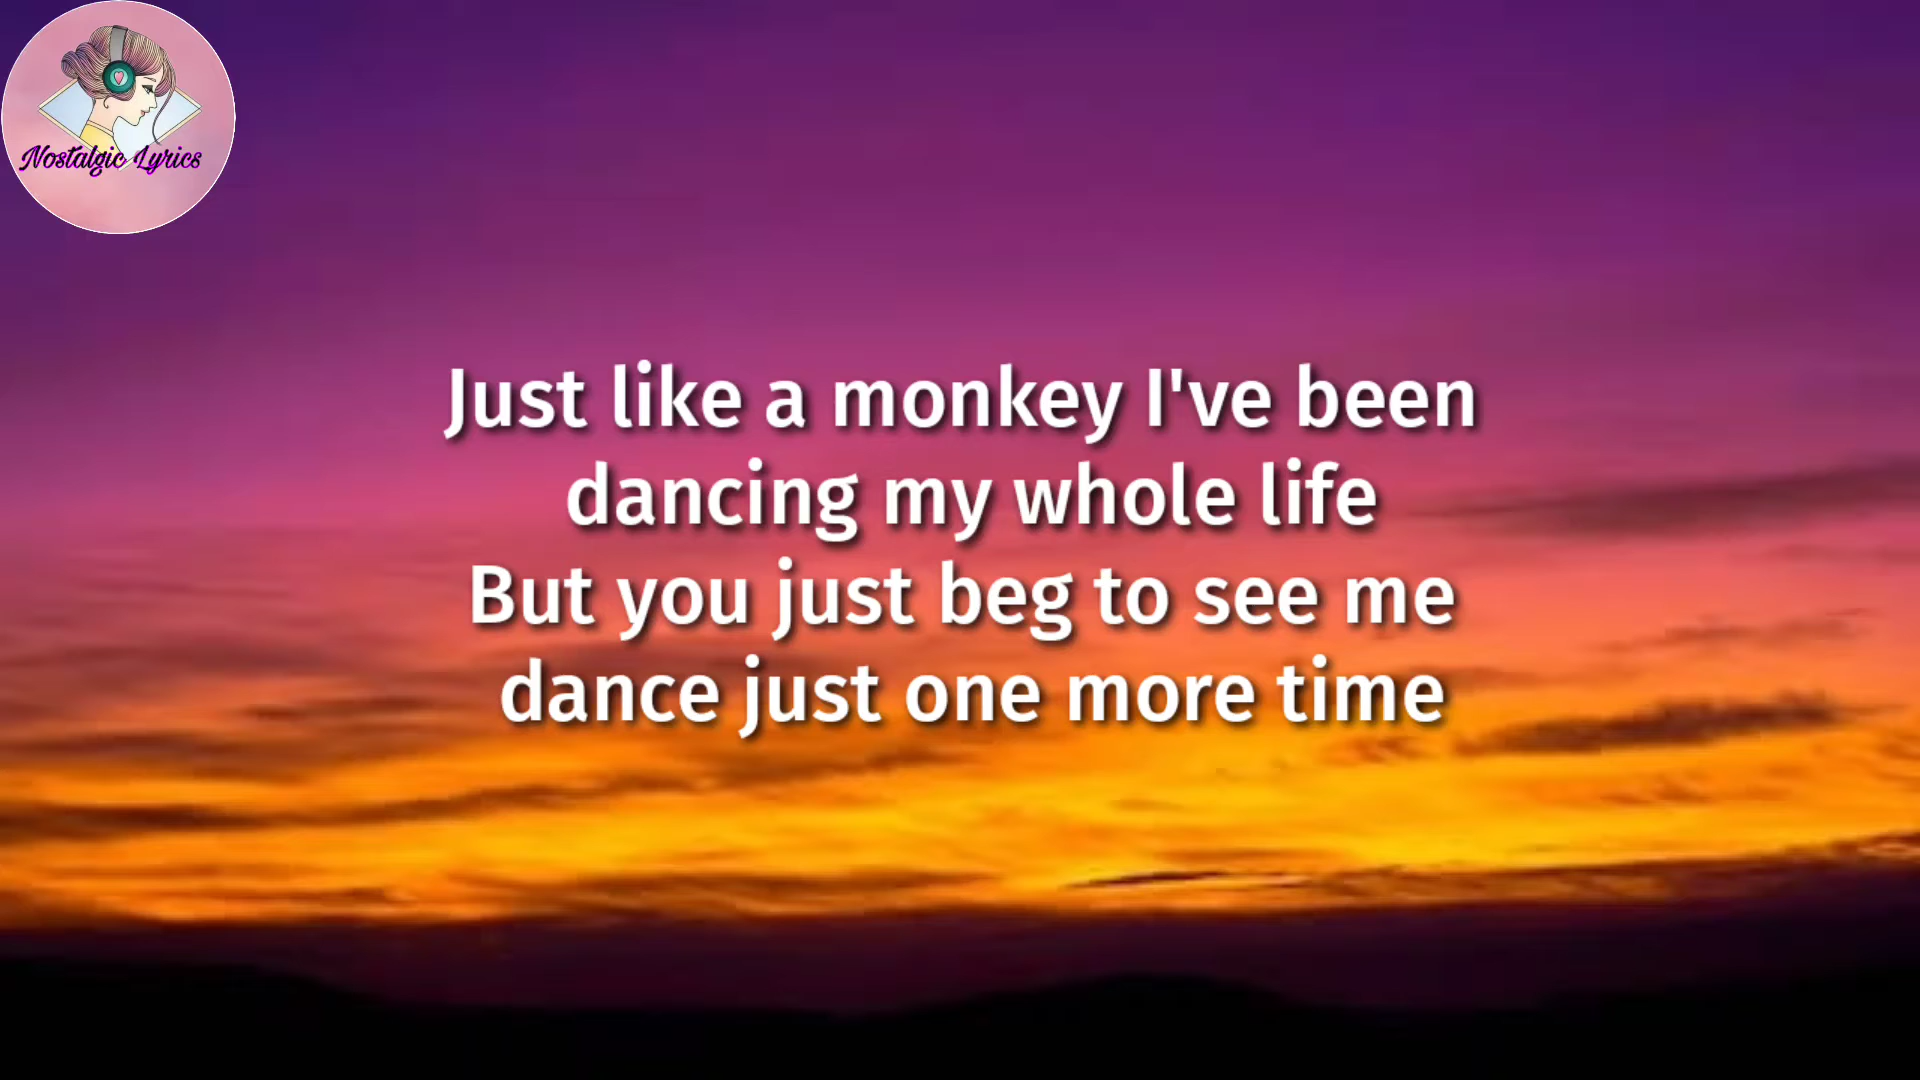 Nostalgic Lyrics
Just like a monkey I've been
dancing my whole life
But you just beg to see me
dance just one more time